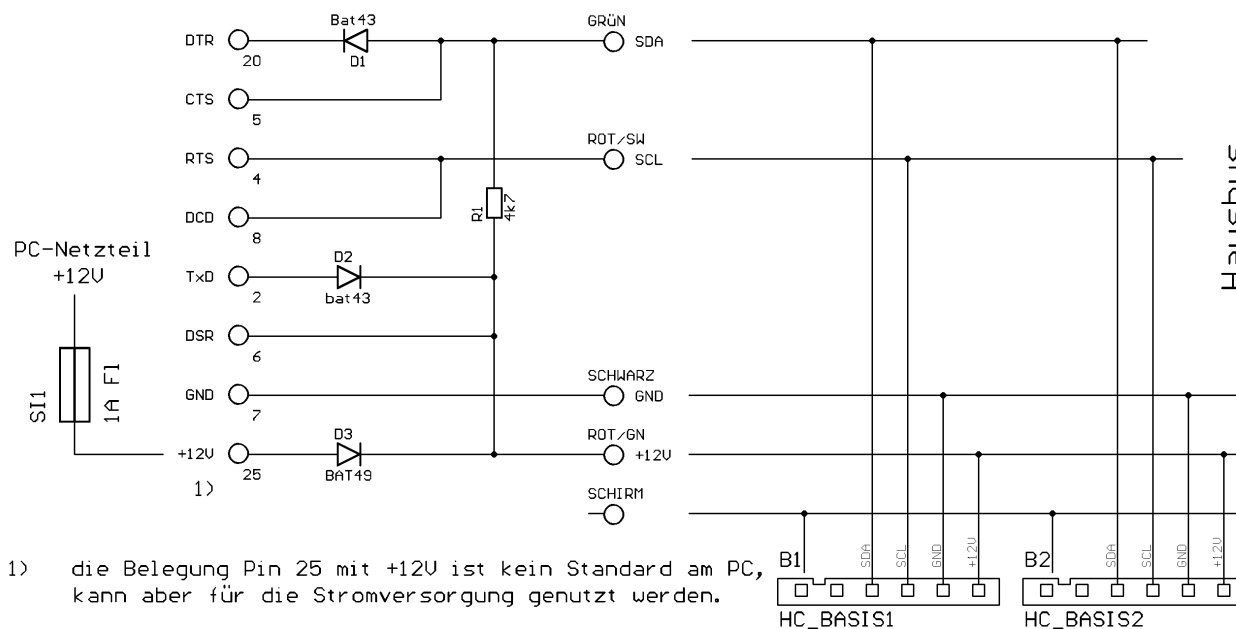 Bat43
GRüN
DTR
SDA
20
D1
CTS
5
ROT/SW
RTS
SCL
4
R1
4k7
DCD
8
PC-Netzteil
+12V
D2
TxD
2
bat43
DSR
6
SI1
1A Fl
SCHWARZ
GND
GND
7
D3
ROT/GN
+12V
+12V
25
BAT49
1)
SCHIRM
Hausbus
B1
SDA
SCL
GND
+12V
B2
SDA
SCL
GND
+12V
1) die Belegung Pin 25 mit +12V ist kein Standard am PC,
kann aber für die Stromversorgung genutzt werden.
HC_BASIS1
HC_BASIS2